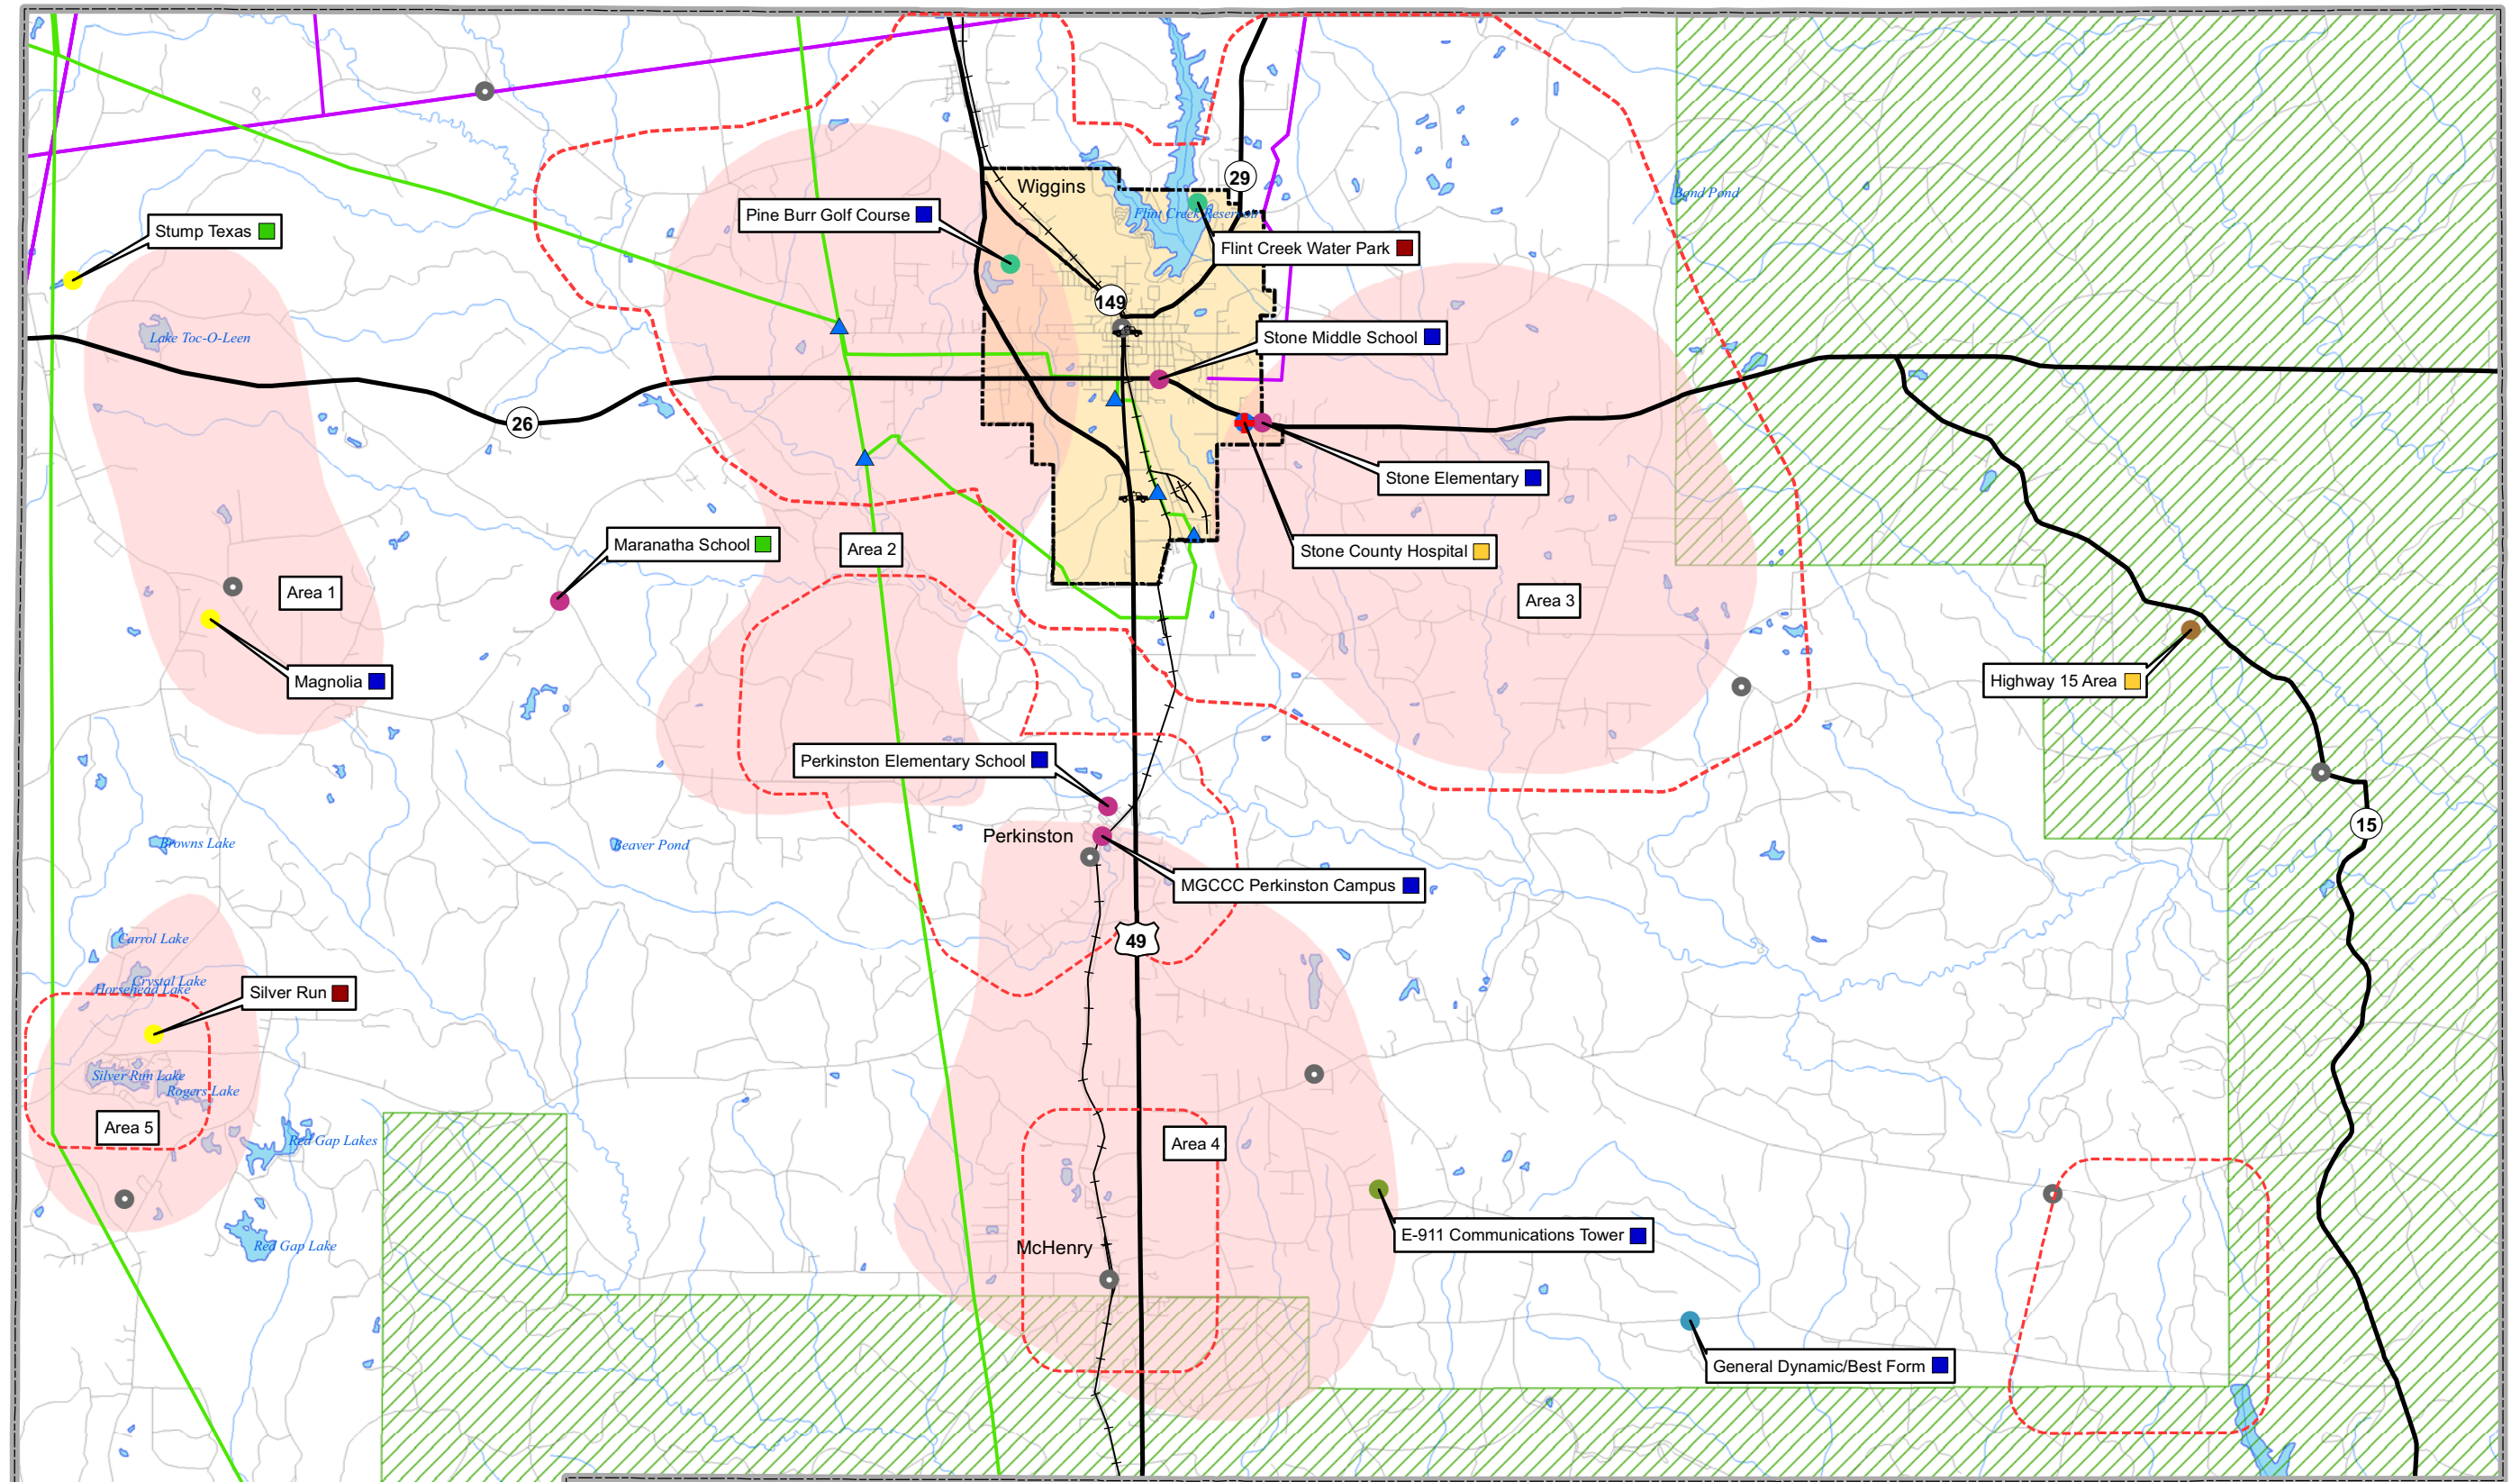 Wiggins
29
Bond Pond
Pine Burr Golf Course
Flint Creek Reservoir
Stump Texas
Flint Creek Water Park
149
Lake Toc-O-Leen
Stone Middle School
26
Stone Elementary
Maranatha School
Area 2
Stone County Hospital
Area 1
Area 3
Magnolia
Highway 15 Area
Perkinston Elementary School
15
Perkinston
Browns Lake
Beaver Pond
MGCCC Perkinston Campus
Carrol Lake
49
Crystal Lake
Horsehead Lake
Silver Run
Silver Run Lake
Rogers Lake
Area 5
Red Gap Lakes
Area 4
E-911 Communications Tower
Red Gap Lake
McHenry
General Dynamic/Best Form